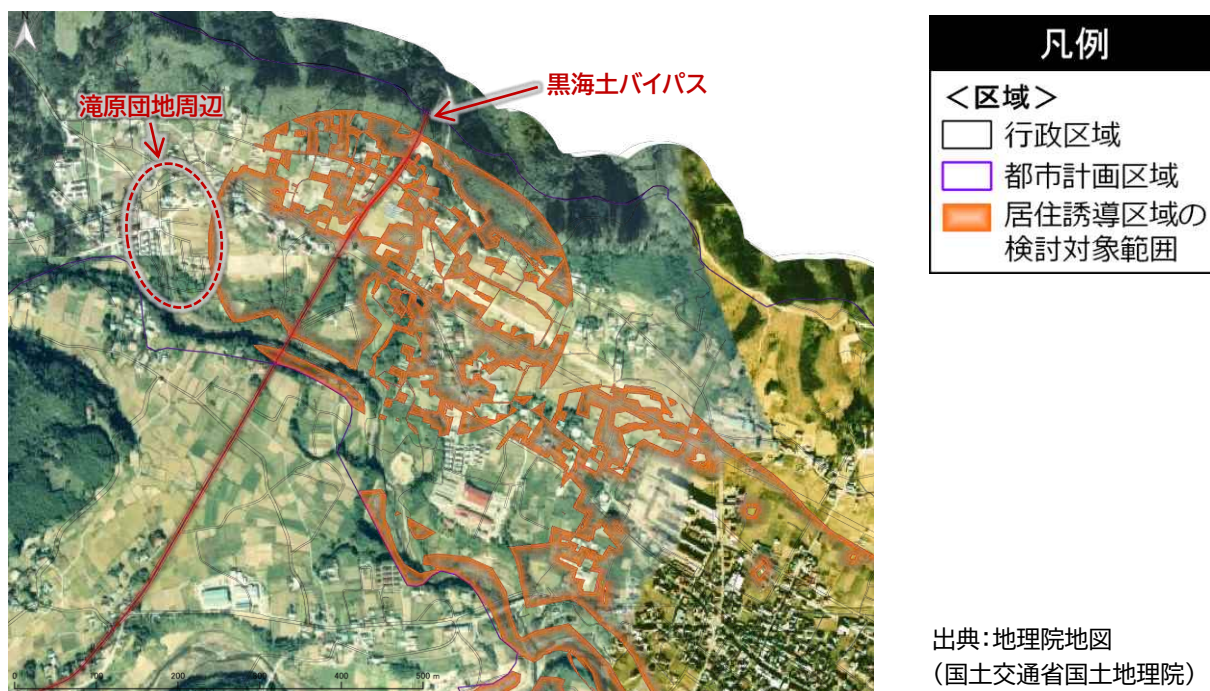 黒海土バイパス
滝原団地周辺
0 100 200 300 400 500 m
凡例
＜区域＞
行政区域
都市計画区域
居住誘導区域の
検討対象範囲
出典：地理院地図
（国土交通省国土地理院）